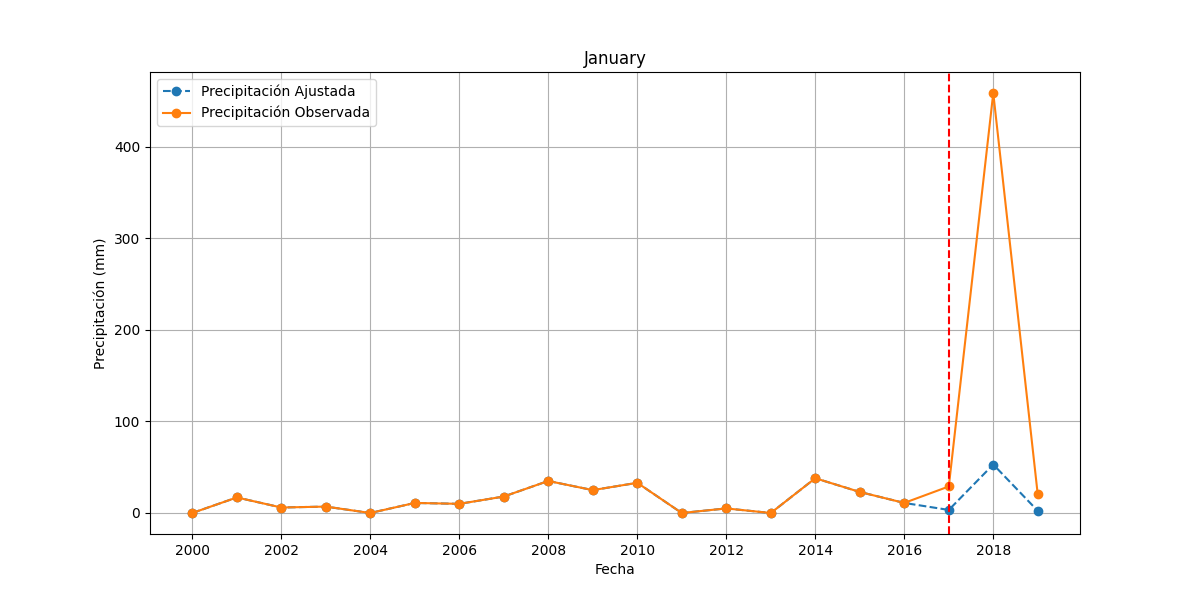 January
Precipitación Ajustada
Precipitación Observada
Precipitación (mm)
400
300
200
100
0
2000 2002 2004 2006 2008 2010 2012 2014 2016 2018
Fecha